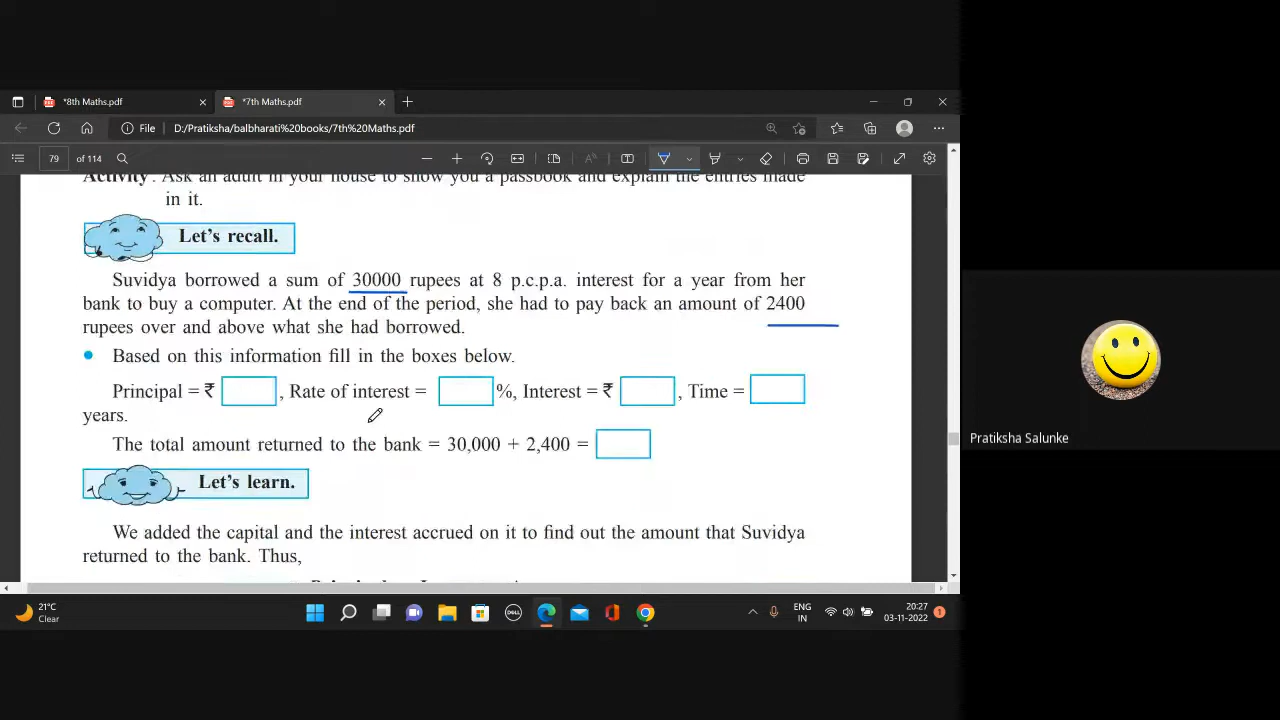 *8th Maths.pdf
*7th Maths.pdf
File
D:/Pratiksha/balbharati%20books/7th%20Maths.pdf
79 of 114
Activity : Ask an adult in your house to show you a passbook and explain the entries made
in it.
Let's recall.
Suvidya borrowed a sum of 30000 rupees at 8 p.c.p.a. interest for a year from her
bank to buy a computer. At the end of the period, she had to pay back an amount of 2400
rupees over and above what she had borrowed.
Based on this information fill in the boxes below.
Principal = ₹ , Rate of interest = %, Interest = ₹ , Time =
years.
The total amount returned to the bank = 30,000 + 2,400 =
Let's learn.
We added the capital and the interest accrued on it to find out the amount that Suvidya
returned to the bank. Thus,
Pratiksha Salunke
21°C
Clear
DELL
ENG
IN
20:27
03-11-2022
1